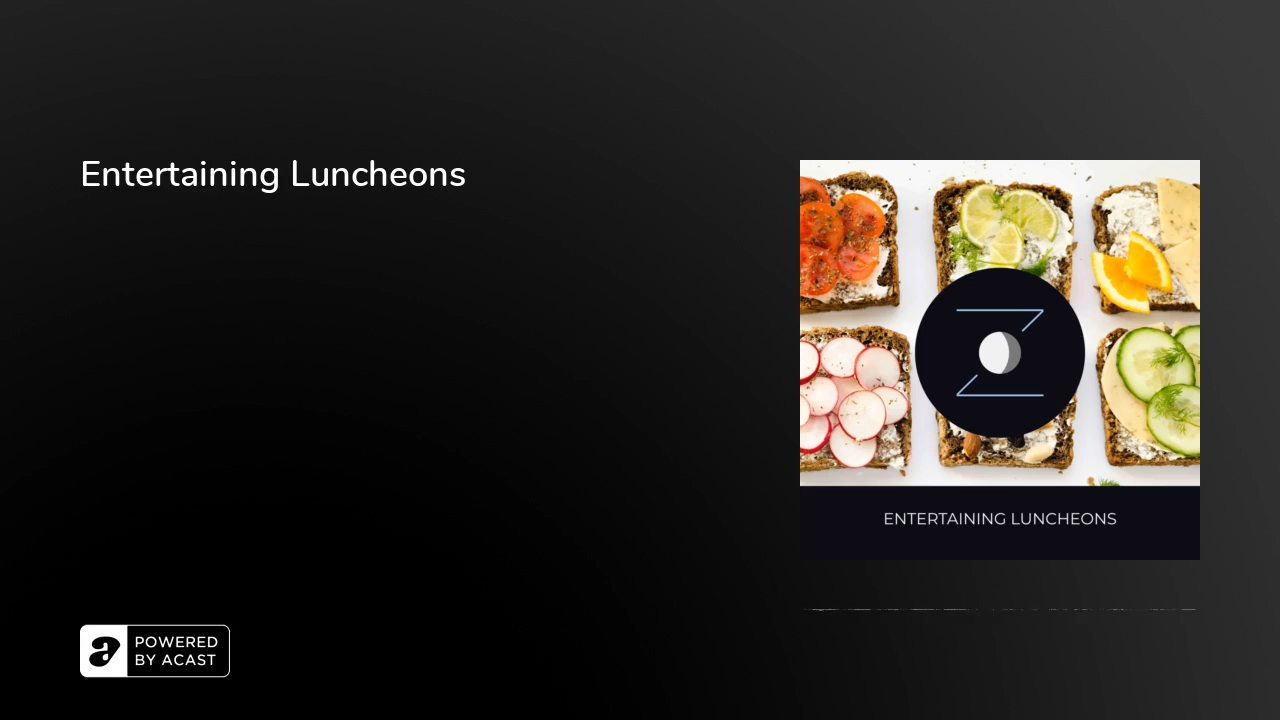 Entertaining Luncheons
Z
ENTERTAINING LUNCHEONS
a POWERED
BY ACAST